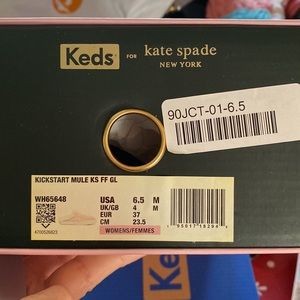 Keds FOR kate spade
NEW YORK
90JCT-01-6.5
KICKSTART MULE KS FF GL
WH65648
USA 6.5 M
UK/GB 4 M
EUR 37
CM 23.5
WOMENS/FEMMES
4700526823
Keds